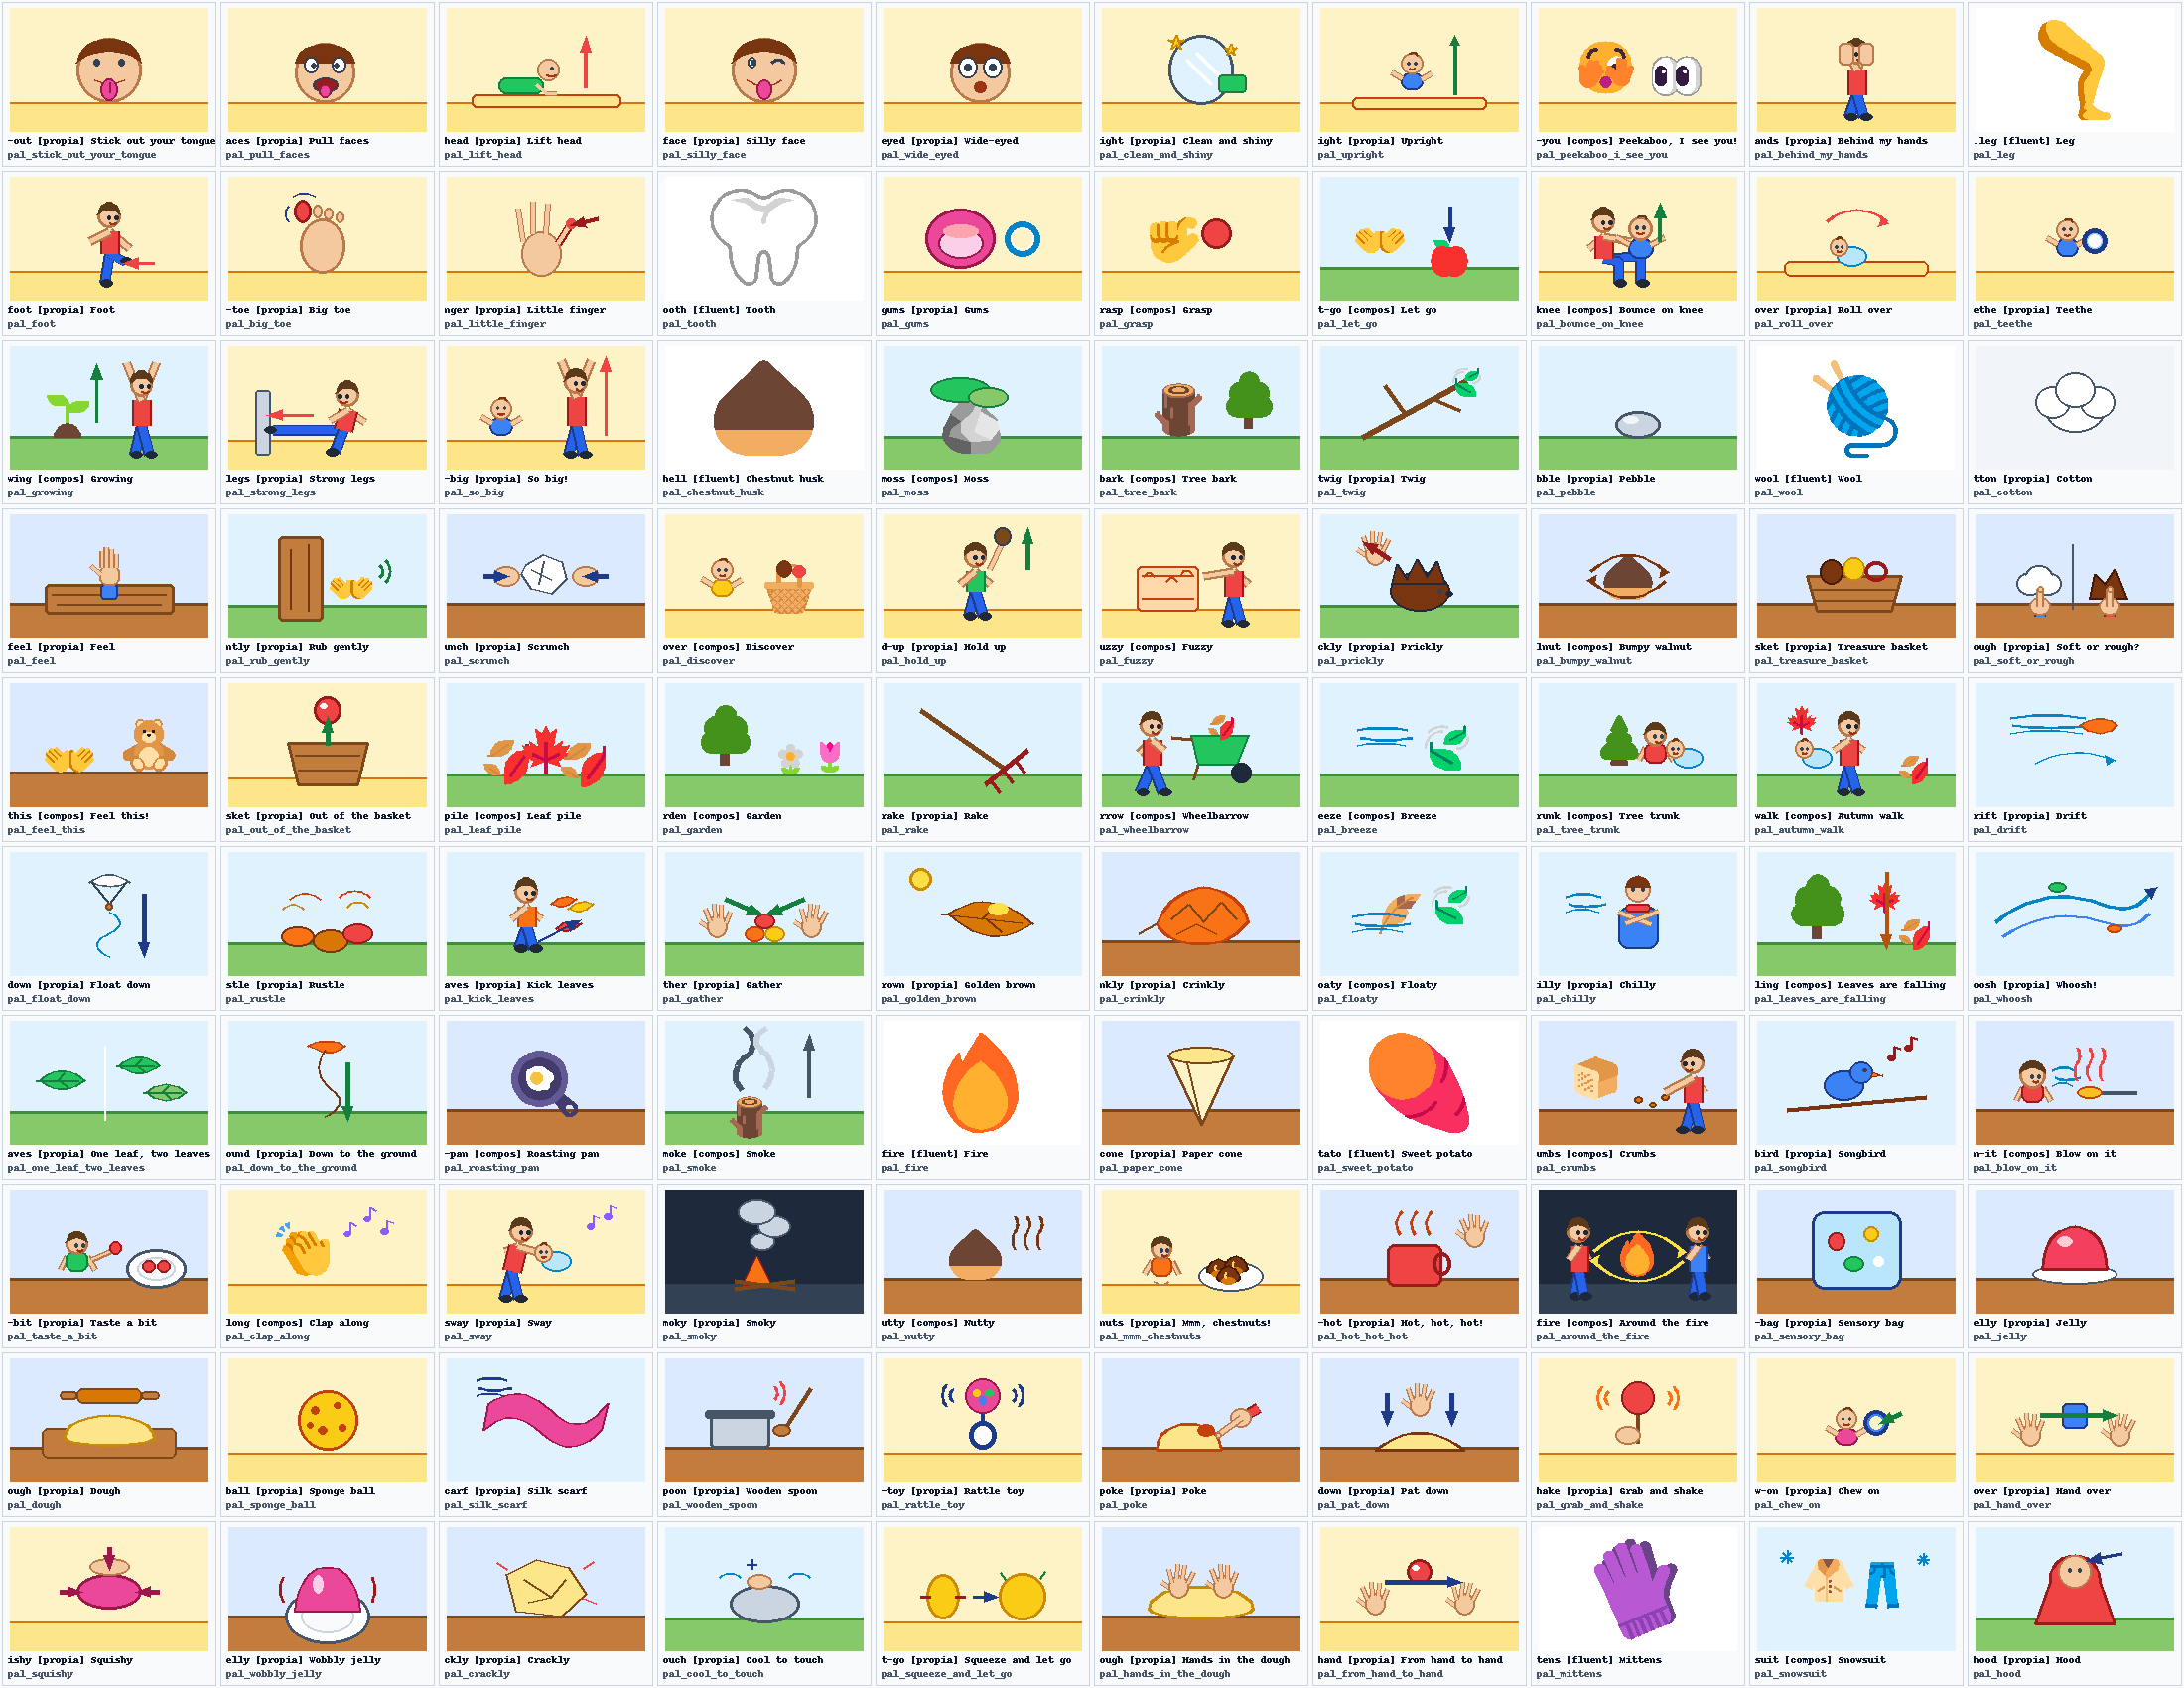 -out [propia] Stick out your tongue
pal_stick_out_your_tongue
aces [propia] Pull faces
pal_pull_faces
head [propia] Lift head
pal_lift_head
face [propia] Silly face
pal_silly_face
eyed [propia] Wide-eyed
pal_wide_eyed
ight [propia] Clean and shiny
pal_clean_and_shiny
ight [propia] Upright
pal_upright
-you [compos] Peekaboo, I see you!
pal_peekaboo_i_see_you
ands [propia] Behind my hands
pal_behind_my_hands
.leg [fluent] Leg
pal_leg
foot [propia] Foot
pal_foot
-toe [propia] Big toe
pal_big_toe
nger [propia] Little finger
pal_little_finger
ooth [fluent] Tooth
pal_tooth
gums [propia] Gums
pal_gums
rasp [compos] Grasp
pal_grasp
t-go [compos] Let go
pal_let_go
knee [compos] Bounce on knee
pal_bounce_on_knee
over [propia] Roll over
pal_roll_over
ethe [propia] Teethe
pal_teethe
wing [compos] Growing
pal_growing
legs [propia] Strong legs
pal_strong_legs
-big [propia] So big!
pal_so_big
hell [fluent] Chestnut husk
pal_chestnut_husk
moss [compos] Moss
pal_moss
bark [compos] Tree bark
pal_tree_bark
twig [propia] Twig
pal_twig
bble [propia] Pebble
pal_pebble
wool [fluent] Wool
pal_wool
tton [propia] Cotton
pal_cotton
feel [propia] Feel
pal_feel
ntly [propia] Rub gently
pal_rub_gently
unch [propia] Scrunch
pal_scrunch
over [compos] Discover
pal_discover
d-up [propia] Hold up
pal_hold_up
uzzy [compos] Fuzzy
pal_fuzzy
ckly [propia] Prickly
pal_prickly
lnut [compos] Bumpy walnut
pal_bumpy_walnut
sket [propia] Treasure basket
pal_treasure_basket
ough [propia] Soft or rough?
pal_soft_or_rough
this [compos] Feel this!
pal_feel_this
sket [propia] Out of the basket
pal_out_of_the_basket
pile [compos] Leaf pile
pal_leaf_pile
rden [compos] Garden
pal_garden
rake [propia] Rake
pal_rake
rrow [compos] Wheelbarrow
pal_wheelbarrow
eeze [compos] Breeze
pal_breeze
runk [compos] Tree trunk
pal_tree_trunk
walk [compos] Autumn walk
pal_autumn_walk
rift [propia] Drift
pal_drift
down [propia] Float down
pal_float_down
stle [propia] Rustle
pal_rustle
aves [propia] Kick leaves
pal_kick_leaves
ther [propia] Gather
pal_gather
rown [propia] Golden brown
pal_golden_brown
nkly [propia] Crinkly
pal_crinkly
oaty [compos] Floaty
pal_floaty
illy [propia] Chilly
pal_chilly
ling [compos] Leaves are falling
pal_leaves_are_falling
oosh [propia] Whoosh!
pal_whoosh
aves [propia] One leaf, two leaves
pal_one_leaf_two_leaves
ound [propia] Down to the ground
pal_down_to_the_ground
-pan [compos] Roasting pan
pal_roasting_pan
moke [compos] Smoke
pal_smoke
fire [fluent] Fire
pal_fire
cone [propia] Paper cone
pal_paper_cone
tato [fluent] Sweet potato
pal_sweet_potato
umbs [compos] Crumbs
pal_crumbs
bird [propia] Songbird
pal_songbird
n-it [compos] Blow on it
pal_blow_on_it
-bit [propia] Taste a bit
pal_taste_a_bit
long [compos] Clap along
pal_clap_along
sway [propia] Sway
pal_sway
moky [propia] Smoky
pal_smoky
utty [compos] Nutty
pal_nutty
nuts [propia] Mmm, chestnuts!
pal_mmm_chestnuts
-hot [propia] Hot, hot, hot!
pal_hot_hot_hot
fire [compos] Around the fire
pal_around_the_fire
-bag [propia] Sensory bag
pal_sensory_bag
elly [propia] Jelly
pal_jelly
ough [propia] Dough
pal_dough
ball [propia] Sponge ball
pal_sponge_ball
carf [propia] Silk scarf
pal_silk_scarf
poon [propia] Wooden spoon
pal_wooden_spoon
-toy [propia] Rattle toy
pal_rattle_toy
poke [propia] Poke
pal_poke
down [propia] Pat down
pal_pat_down
hake [propia] Grab and shake
pal_grab_and_shake
w-on [propia] Chew on
pal_chew_on
over [propia] Hand over
pal_hand_over
ishy [propia] Squishy
pal_squishy
elly [propia] Wobbly jelly
pal_wobbly_jelly
ckly [propia] Crackly
pal_crackly
ouch [propia] Cool to touch
pal_cool_to_touch
t-go [propia] Squeeze and let go
pal_squeeze_and_let_go
ough [propia] Hands in the dough
pal_hands_in_the_dough
hand [propia] From hand to hand
pal_from_hand_to_hand
tens [fluent] Mittens
pal_mittens
suit [compos] Snowsuit
pal_snowsuit
hood [propia] Hood
pal_hood